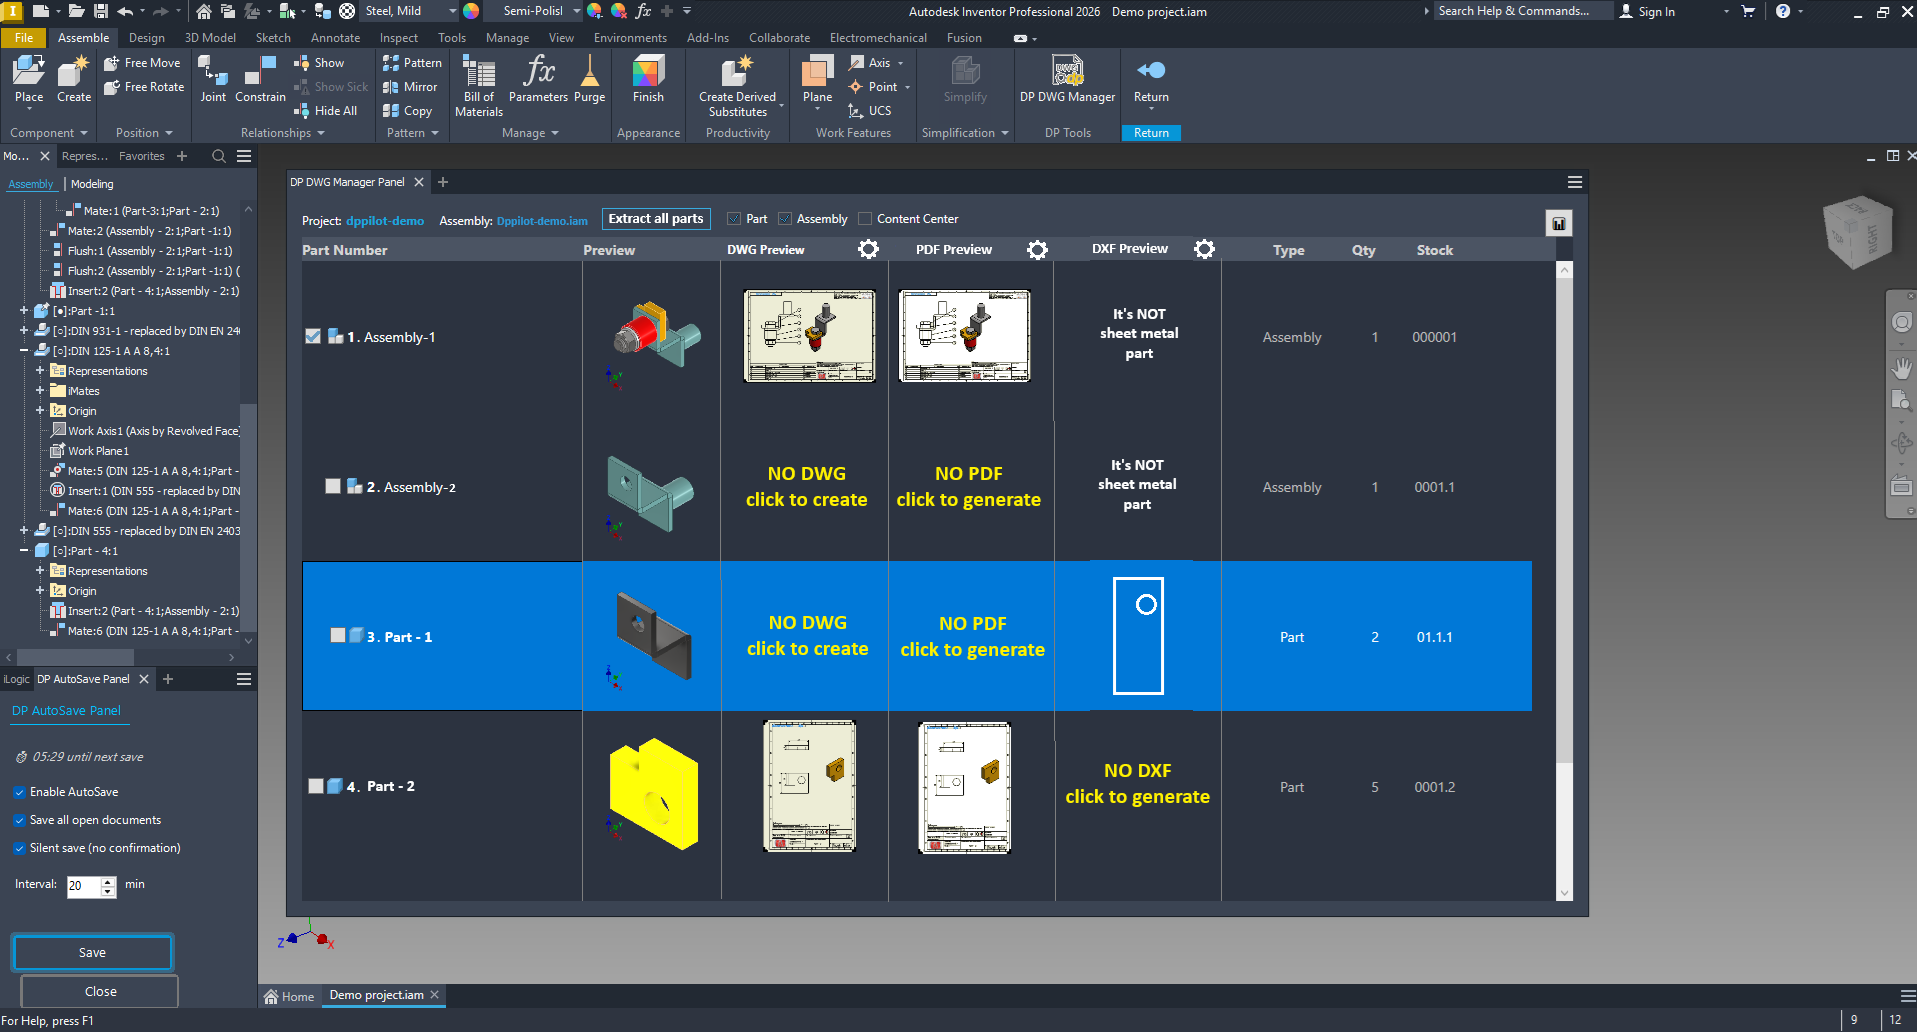 Steel, Mild
Semi-Polisl
Autodesk Inventor Professional 2026 Demo project.iam
Search Help & Commands...
Sign In
File Assemble Design 3D Model Sketch Annotate Inspect Tools Manage View Environments Add-Ins Collaborate Electromechanical Fusion
Place
Create
Free Move
Free Rotate
Joint
Constrain
Show
Show Sick
Hide All
Pattern
Mirror
Copy
Bill of
Materials
Parameters
Purge
Finish
Create Derived
Substitutes
Plane
Axis
Point
UCS
Simplify
DP DWG Manager
Return
Component Position Relationships Pattern Manage Appearance Productivity Work Features Simplification DP Tools Return
Mo... Repres... Favorites
Assembly | Modeling
Mate:1 (Part-3:1;Part - 2:1)
Mate:2 (Assembly - 2:1;Part -1:1)
Flush:1 (Assembly - 2:1;Part -1:1)
Flush:2 (Assembly - 2:1;Part -1:1) (
Insert:2 (Part - 4:1;Assembly - 2:1)
[●]:Part -1:1
[○]:DIN 931-1 - replaced by DIN EN 240
[○]:DIN 125-1 A A 8,4:1
Representations
iMates
Origin
Work Axis1 (Axis by Revolved Face)
Work Plane1
Mate:5 (DIN 125-1 A A 8,4:1;Part -
Insert:1 (DIN 555 - replaced by DIN
Mate:6 (DIN 125-1 A A 8,4:1;Part -
[○]:DIN 555 - replaced by DIN EN 2403
[○]:Part - 4:1
Representations
Origin
Insert:2 (Part - 4:1;Assembly - 2:1)
Mate:6 (DIN 125-1 A A 8,4:1;Part -
iLogic DP AutoSave Panel
DP AutoSave Panel
05:29 until next save
Enable AutoSave
Save all open documents
Silent save (no confirmation)
Interval: 20 min
Save
Close
DP DWG Manager Panel
Project: dppilot-demo Assembly: Dppilot-demo.iam Extract all parts Part Assembly Content Center
Part Number Preview DWG Preview PDF Preview DXF Preview Type Qty Stock
1. Assembly-1
It's NOT
sheet metal
part
Assembly 1 000001
2. Assembly-2
NO DWG
click to create
NO PDF
click to generate
It's NOT
sheet metal
part
Assembly 1 0001.1
3. Part - 1
NO DWG
click to create
NO PDF
click to generate
Part 2 01.1.1
4. Part - 2
NO DXF
click to generate
Part 5 0001.2
RIGHT
Z X
Home Demo project.iam
For Help, press F1
9 12